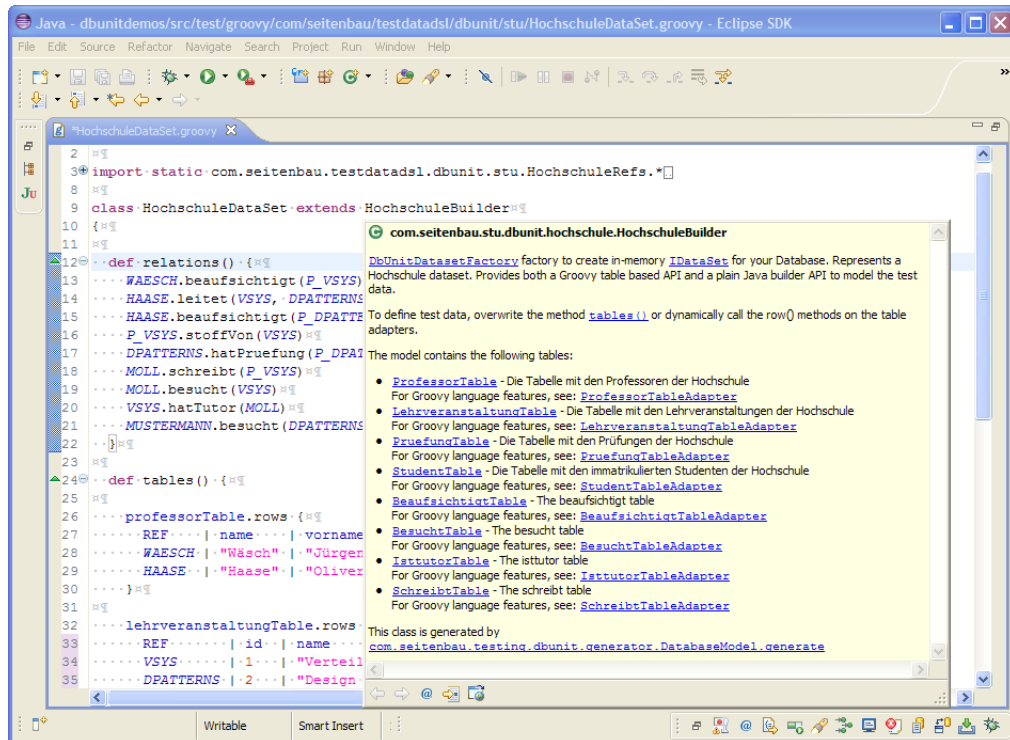 Java - dbunitdemos/src/test/groovy/com/seitenbau/testdatadsl/dbunit/stu/HochschuleDataSet.groovy - Eclipse SDK
File Edit Source Refactor Navigate Search Project Run Window Help
*HochschuleDataSet.groovy
2
3 import static com.seitenbau.testdatadsl.dbunit.stu.HochschuleRefs.*
8
9 class HochschuleDataSet extends HochschuleBuilder
10 {
11
12 def relations() {
13 WAESCH.beaufsichtigt(P_VSYS)
14 HAASE.leitet(VSYS, DPATTERNS
15 HAASE.beaufsichtigt(P_DPATTE
16 P_VSYS.stoffVon(VSYS)
17 DPATTERNS.hatPruefung(P_DPAT
18 MOLL.schreibt(P_VSYS)
19 MOLL.besucht(VSYS)
20 VSYS.hatTutor(MOLL)
21 MUSTERMANN.besucht(DPATTERNS
22 }
23
24 def tables() {
25
26 professorTable.rows {
27 REF | name | vorname
28 WAESCH | "Wäsch" | "Jürgen
29 HAASE | "Haase" | "Oliver
30 }
31
32 lehrveranstaltungTable.rows
33 REF | id | name
34 VSYS | 1 | "Verteil
35 DPATTERNS | 2 | "Design
com.seitenbau.stu.dbunit.hochschule.HochschuleBuilder
DbUnitDatasetFactory factory to create in-memory IDataSet for your Database. Represents a
Hochschule dataset. Provides both a Groovy table based API and a plain Java builder API to model the test
data.
To define test data, overwrite the method tables() or dynamically call the row() methods on the table
adapters.
The model contains the following tables:
• ProfessorTable - Die Tabelle mit den Professoren der Hochschule
For Groovy language features, see: ProfessorTableAdapter
• LehrveranstaltungTable - Die Tabelle mit den Lehrveranstaltungen der Hochschule
For Groovy language features, see: LehrveranstaltungTableAdapter
• PruefungTable - Die Tabelle mit den Prüfungen der Hochschule
For Groovy language features, see: PruefungTableAdapter
• StudentTable - Die Tabelle mit den immatrikulierten Studenten der Hochschule
For Groovy language features, see: StudentTableAdapter
• BeaufsichtigtTable - The beaufsichtigt table
For Groovy language features, see: BeaufsichtigtTableAdapter
• BesuchtTable - The besucht table
For Groovy language features, see: BesuchtTableAdapter
• IsttutorTable - The isttutor table
For Groovy language features, see: IsttutorTableAdapter
• SchreibtTable - The schreibt table
For Groovy language features, see: SchreibtTableAdapter
This class is generated by
com.seitenbau.testing.dbunit.generator.DatabaseModel.generate
Writable Smart Insert